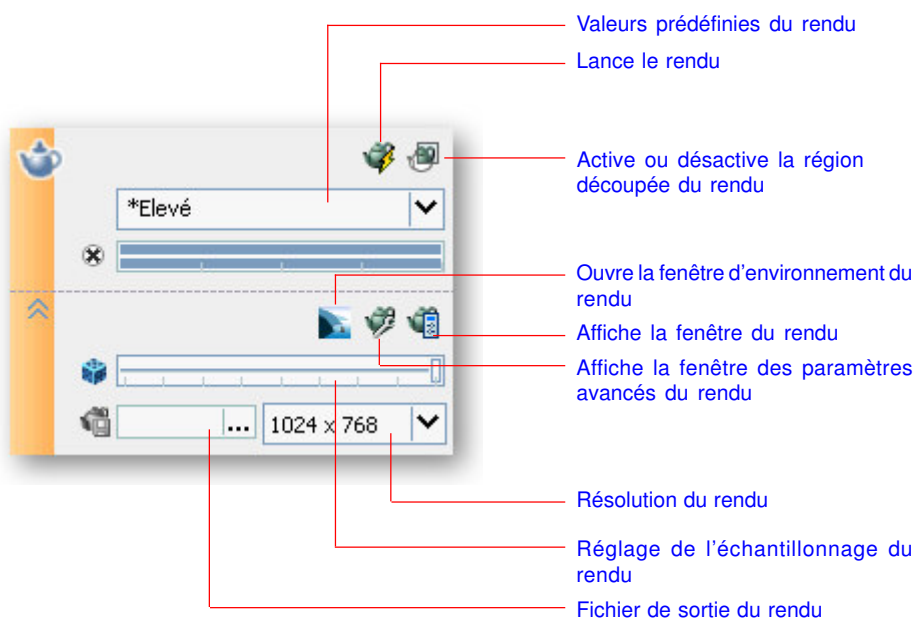 Valeurs prédéfinies du rendu
Lance le rendu
Active ou désactive la région
découpée du rendu
*Elevé
Ouvre la fenêtre d'environnement du
rendu
Affiche la fenêtre du rendu
Affiche la fenêtre des paramètres
avancés du rendu
... 1024 x 768
Résolution du rendu
Réglage de l'échantillonnage du
rendu
Fichier de sortie du rendu